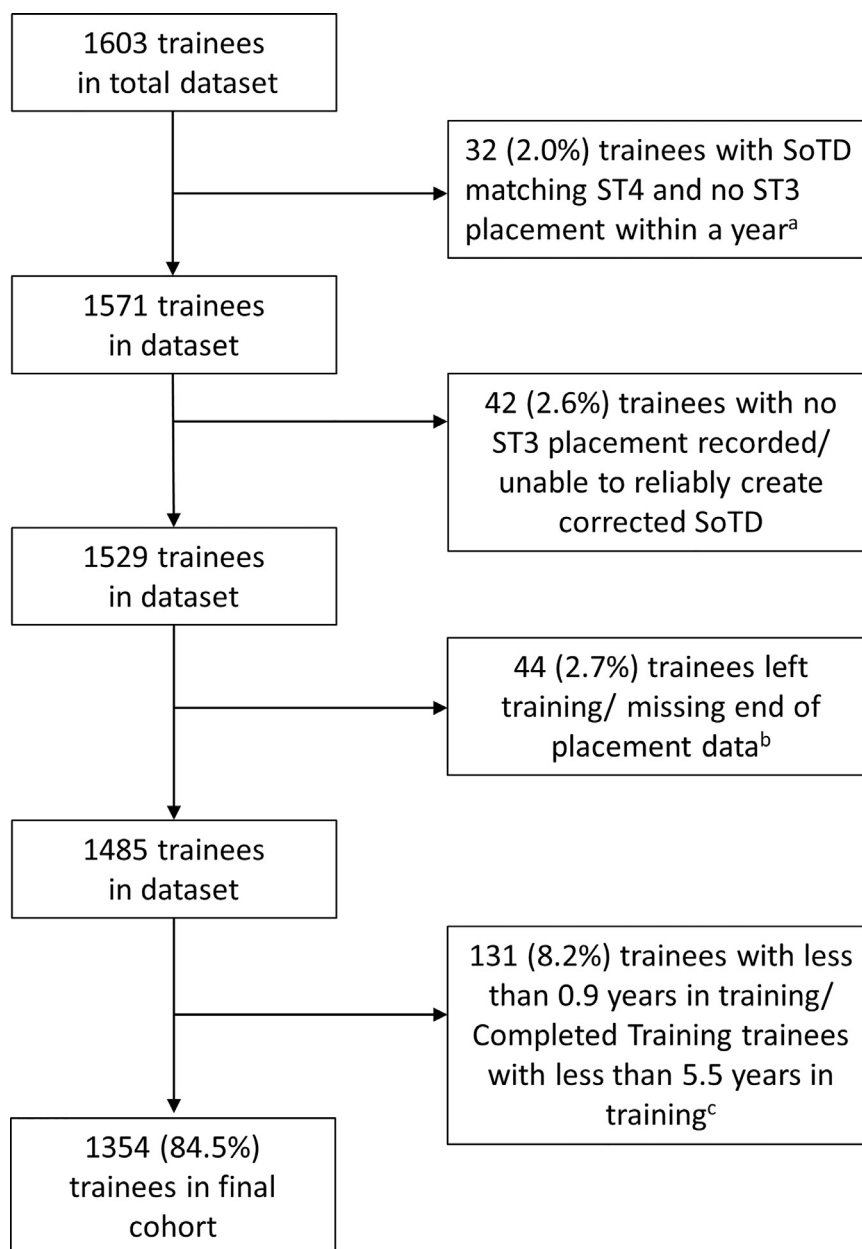 1603 trainees
in total dataset
32 (2.0%) trainees with SoTD
matching ST4 and no ST3
placement within a yearᵃ
1571 trainees
in dataset
42 (2.6%) trainees with no
ST3 placement recorded/
unable to reliably create
corrected SoTD
1529 trainees
in dataset
44 (2.7%) trainees left
training/ missing end of
placement dataᵇ
1485 trainees
in dataset
131 (8.2%) trainees with less
than 0.9 years in training/
Completed Training trainees
with less than 5.5 years in
trainingᶜ
1354 (84.5%)
trainees in final
cohort